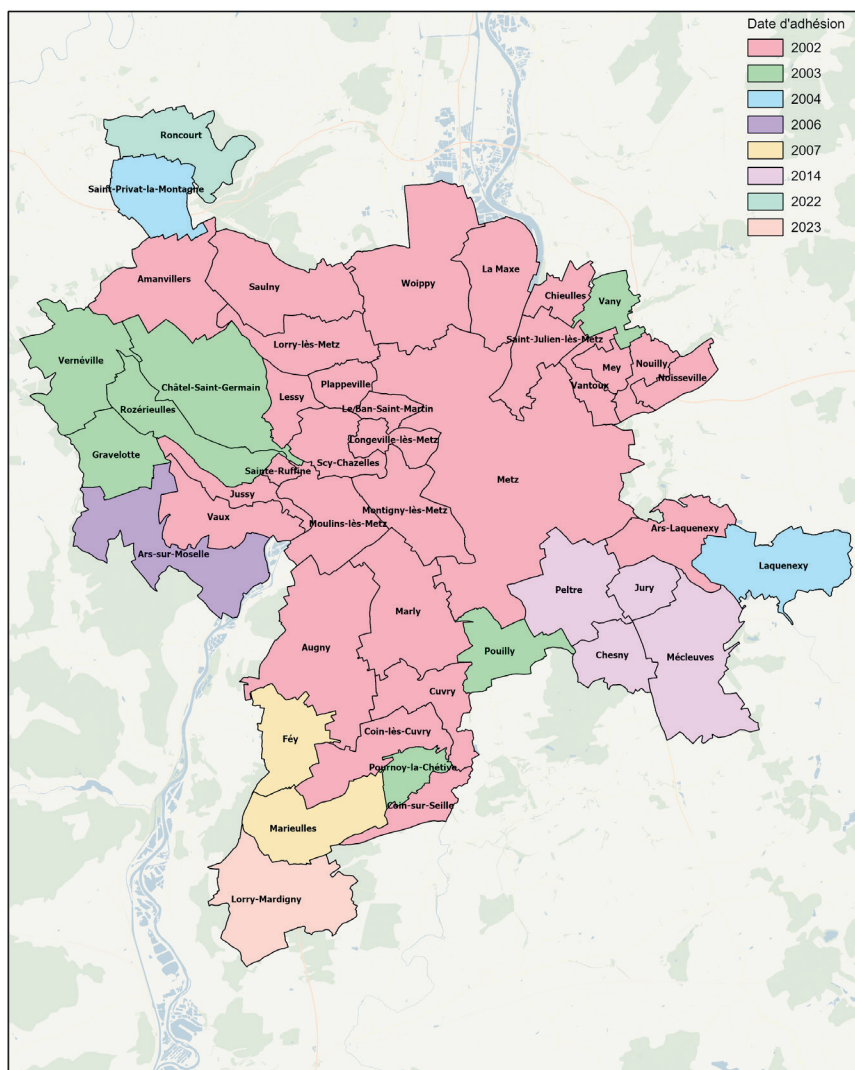 Date d'adhésion
2002
2003
2004
2006
2007
2014
2022
2023
Roncourt
Saint-Privat-la-Montagne
Amanvillers
Saulny
Woippy
La Maxe
Chieulles
Vany
Saint-Julien-lès-Metz
Lorry-lès-Metz
Vernéville
Châtel-Saint-Germain
Mey
Nouilly
Noisseville
Vantoux
Plappeville
Lessy
Rozérieulles
Le Ban-Saint-Martin
Longeville-lès-Metz
Gravelotte
Scy-Chazelles
Sainte-Ruffine
Metz
Jussy
Vaux
Montigny-lès-Metz
Moulins-lès-Metz
Ars-sur-Moselle
Ars-Laquenexy
Laquenexy
Peltre
Jury
Marly
Augny
Pouilly
Chesny
Mécleuves
Cuvry
Coin-lès-Cuvry
Féy
Pournoy-la-Chétive
Coin-sur-Seille
Marieulles
Lorry-Mardigny